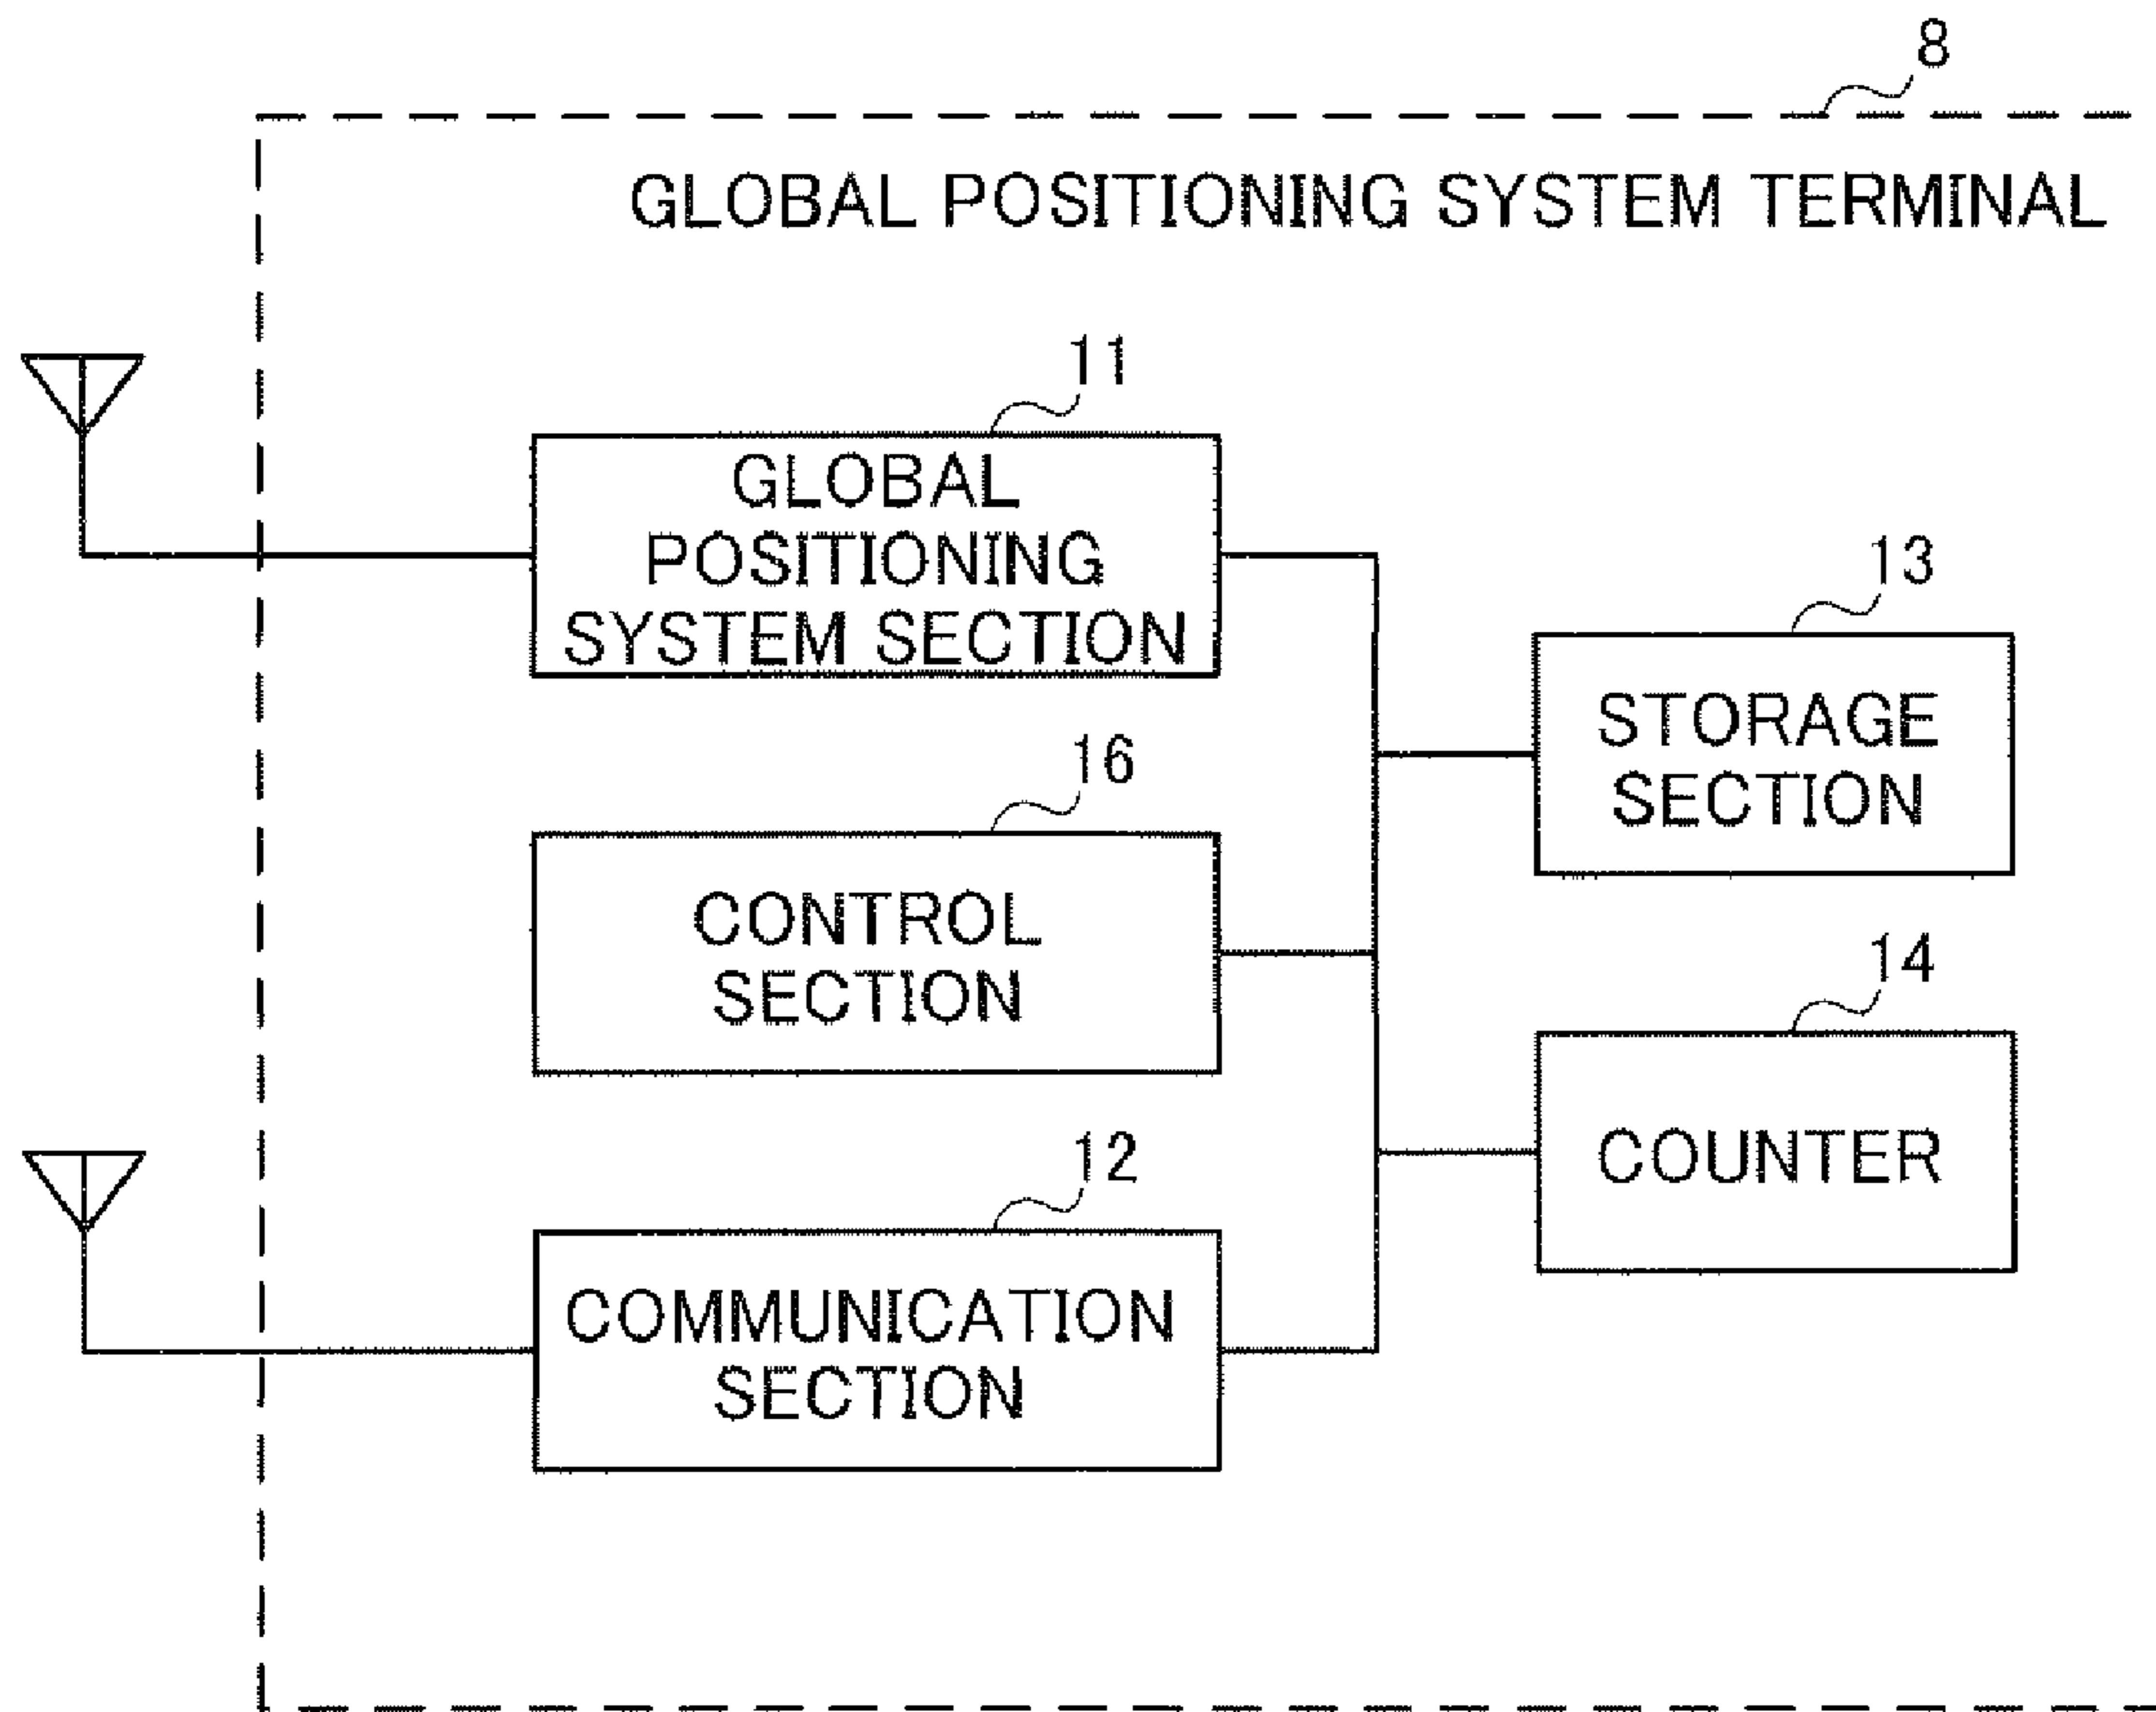 8
GLOBAL POSITIONING SYSTEM TERMINAL
11
GLOBAL
POSITIONING
SYSTEM SECTION
13
STORAGE
SECTION
16
CONTROL
SECTION
14
COUNTER
12
COMMUNICATION
SECTION